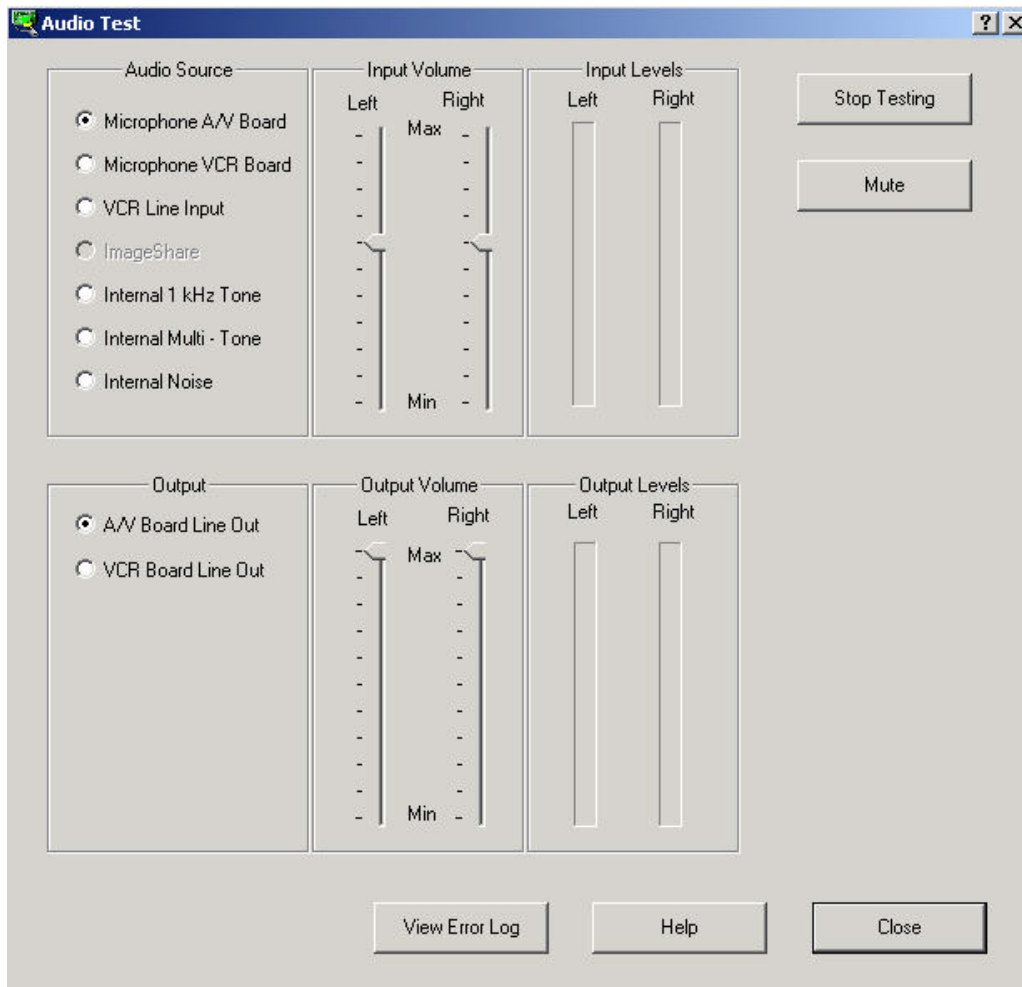 Audio Test
Audio Source
Microphone A/V Board
Microphone VCR Board
VCR Line Input
ImageShare
Internal 1 kHz Tone
Internal Multi - Tone
Internal Noise
Input Volume
Left Right
Max
Min
Input Levels
Left Right
Stop Testing
Mute
Output
A/V Board Line Out
VCR Board Line Out
Output Volume
Left Right
Max
Min
Output Levels
Left Right
View Error Log
Help
Close